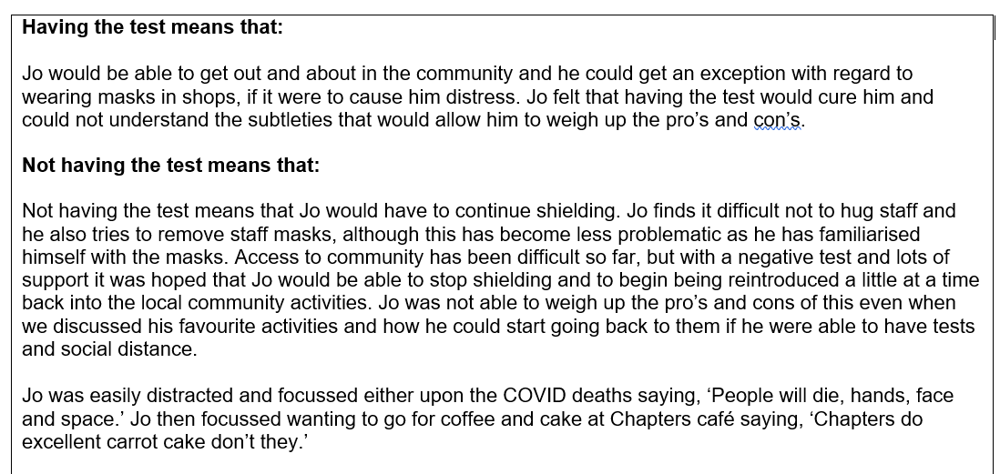 Having the test means that:
Jo would be able to get out and about in the community and he could get an exception with regard to
wearing masks in shops, if it were to cause him distress. Jo felt that having the test would cure him and
could not understand the subtleties that would allow him to weigh up the pro’s and con’s.
Not having the test means that:
Not having the test means that Jo would have to continue shielding. Jo finds it difficult not to hug staff and
he also tries to remove staff masks, although this has become less problematic as he has familiarised
himself with the masks. Access to community has been difficult so far, but with a negative test and lots of
support it was hoped that Jo would be able to stop shielding and to begin being reintroduced a little at a time
back into the local community activities. Jo was not able to weigh up the pro’s and cons of this even when
we discussed his favourite activities and how he could start going back to them if he were able to have tests
and social distance.
Jo was easily distracted and focussed either upon the COVID deaths saying, ‘People will die, hands, face
and space.’ Jo then focussed wanting to go for coffee and cake at Chapters café saying, ‘Chapters do
excellent carrot cake don’t they.’